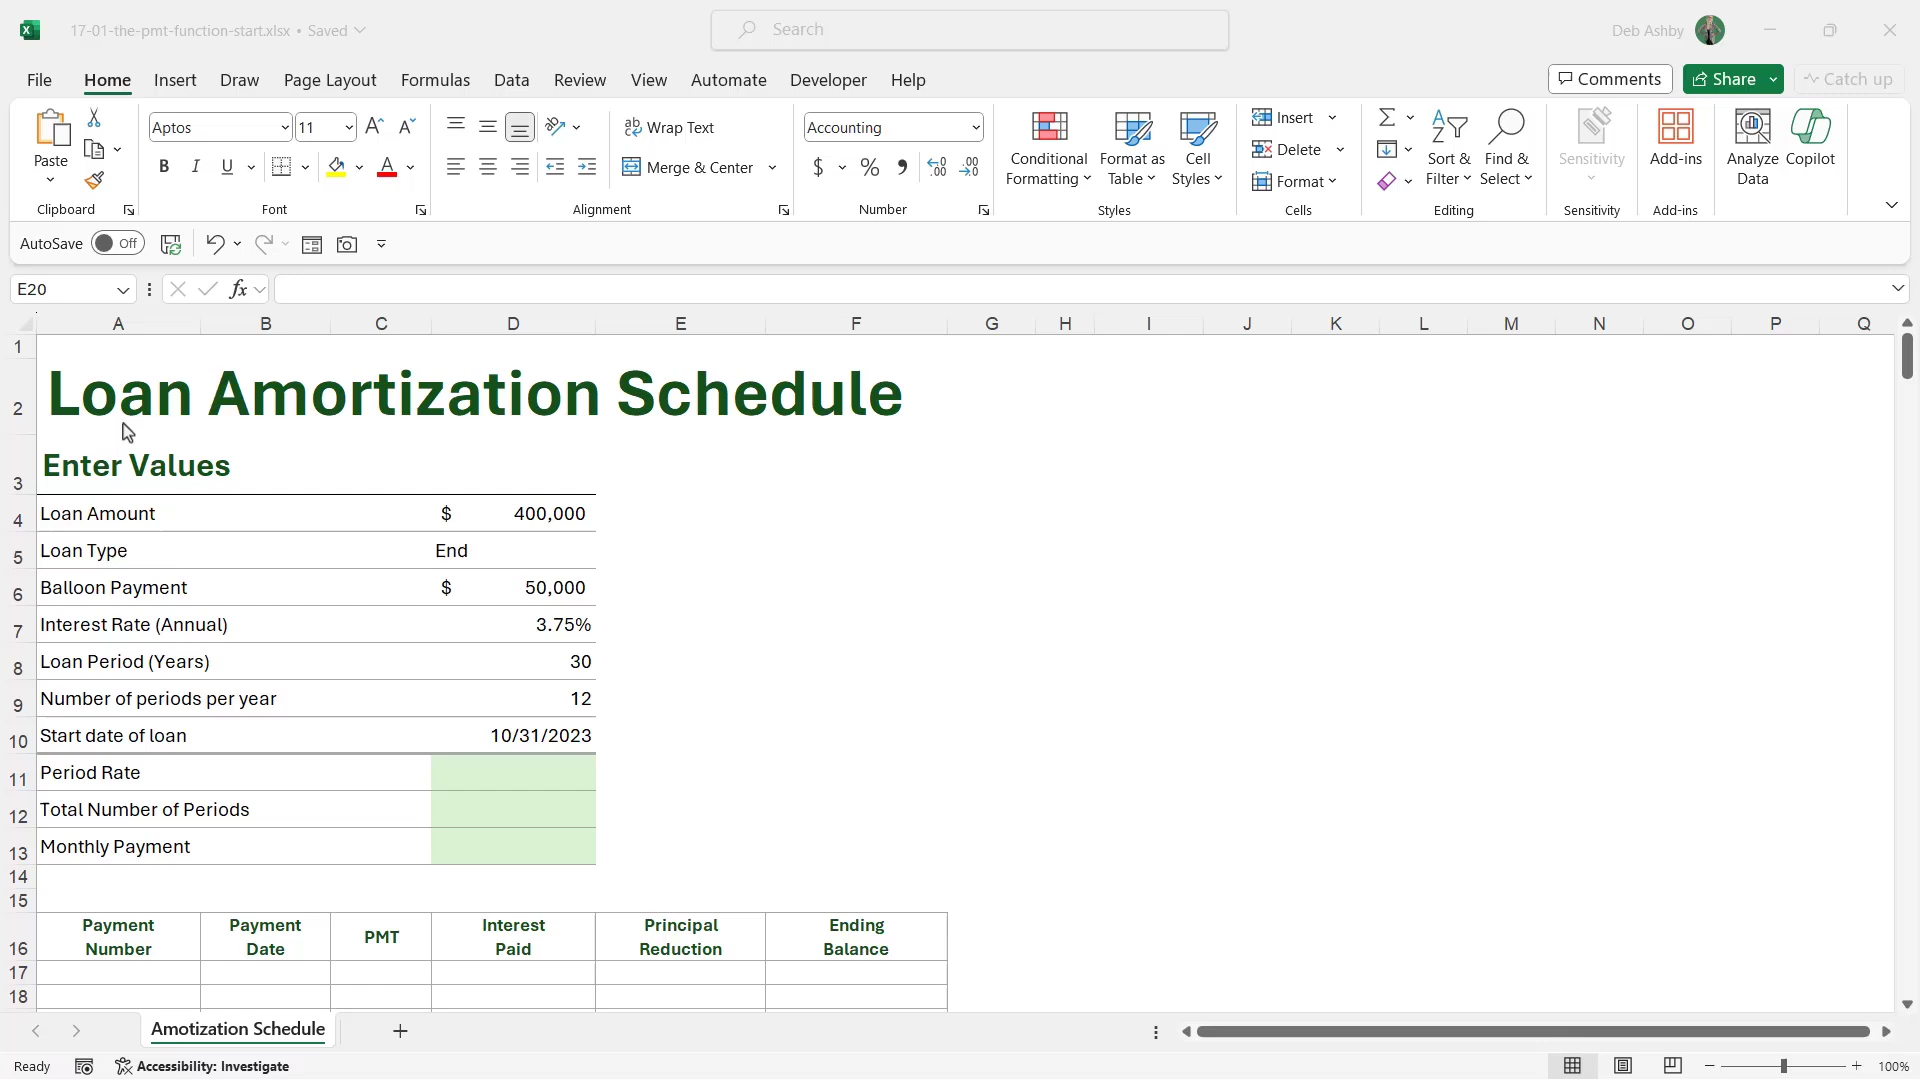 17-01-the-pmt-function-start.xlsx • Saved
Search
Deb Ashby
File Home Insert Draw Page Layout Formulas Data Review View Automate Developer Help
Comments Share Catch up
Paste
Clipboard
Aptos 11
B I U A
Font
Wrap Text
Merge & Center
Alignment
Accounting
$ % , .00
Number
Conditional Formatting
Format as Table
Cell Styles
Styles
Insert
Delete
Format
Cells
Sort & Filter
Find & Select
Editing
Sensitivity
Sensitivity
Add-ins
Add-ins
Analyze Data
Copilot
AutoSave Off
E20 fx
A B C D E F G H I J K L M N O P Q
1
2 Loan Amortization Schedule
3 Enter Values
4 Loan Amount $ 400,000
5 Loan Type End
6 Balloon Payment $ 50,000
7 Interest Rate (Annual) 3.75%
8 Loan Period (Years) 30
9 Number of periods per year 12
10 Start date of loan 10/31/2023
11 Period Rate
12 Total Number of Periods
13 Monthly Payment
14
15
16 Payment Number Payment Date PMT Interest Paid Principal Reduction Ending Balance
17
18
Amotization Schedule
Ready Accessibility: Investigate 100%